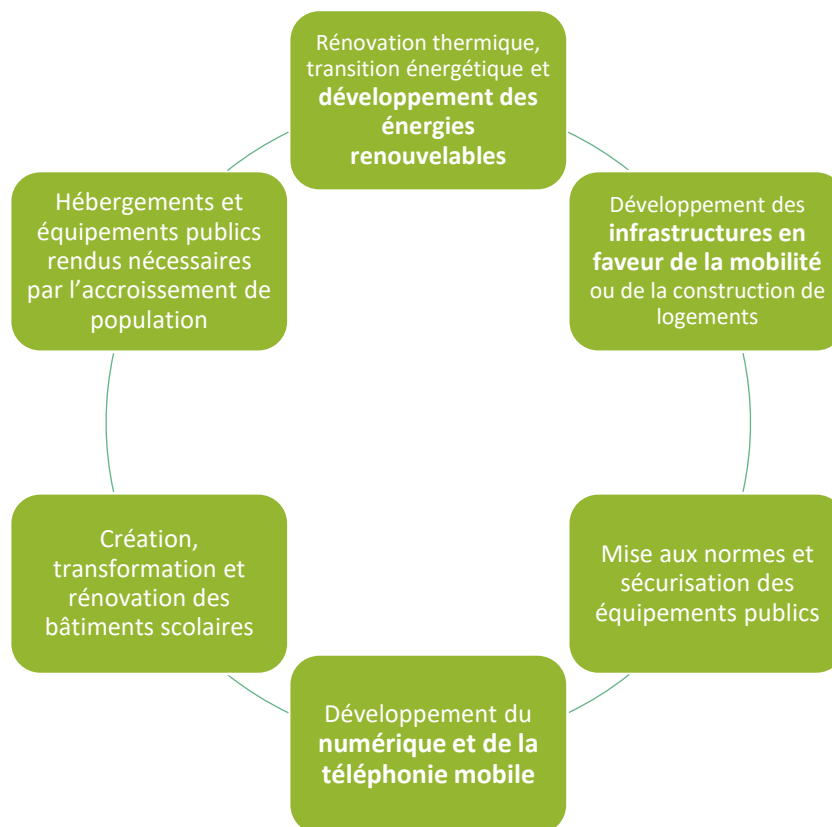 Rénovation thermique,
transition énergétique et
développement des
énergies
renouvelables
Développement des
infrastructures en
faveur de la mobilité
ou de la construction de
logements
Mise aux normes et
sécurisation des
équipements publics
Développement du
numérique et de la
téléphonie mobile
Création,
transformation et
rénovation des
bâtiments scolaires
Hébergements et
équipements publics
rendus nécessaires
par l’accroissement de
population